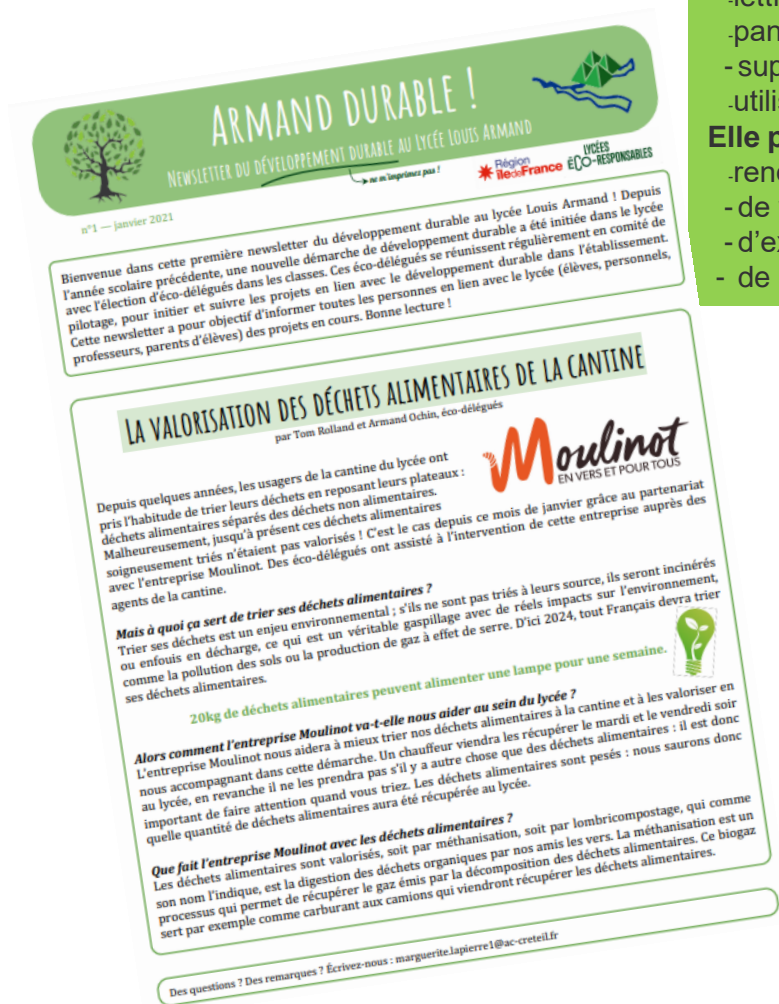 ARMAND DURABLE !
NEWSLETTER DU DÉVELOPPEMENT DURABLE AU LYCÉE LOUIS ARMAND
ne m'imprimez pas !
Région
îledeFrance
LYCÉES
ÉCO-RESPONSABLES
n°1 — janvier 2021
Bienvenue dans cette première newsletter du développement durable au lycée Louis Armand ! Depuis
l'année scolaire précédente, une nouvelle démarche de développement durable a été initiée dans le lycée
avec l'élection d'éco-délégués dans les classes. Ces éco-délégués se réunissent régulièrement en comité de
pilotage, pour initier et suivre les projets en lien avec le développement durable dans l'établissement.
Cette newsletter a pour objectif d'informer toutes les personnes en lien avec le lycée (élèves, personnels,
professeurs, parents d'élèves) des projets en cours. Bonne lecture !
LA VALORISATION DES DÉCHETS ALIMENTAIRES DE LA CANTINE
par Tom Rolland et Armand Ochin, éco-délégués
Moulinot
EN VERS ET POUR TOUS
Depuis quelques années, les usagers de la cantine du lycée ont
pris l'habitude de trier leurs déchets en reposant leurs plateaux :
déchets alimentaires séparés des déchets non alimentaires.
Malheureusement, jusqu'à présent ces déchets alimentaires
soigneusement triés n'étaient pas valorisés ! C'est le cas depuis ce mois de janvier grâce au partenariat
avec l'entreprise Moulinot. Des éco-délégués ont assisté à l'intervention de cette entreprise auprès des
agents de la cantine.
Mais à quoi ça sert de trier ses déchets alimentaires ?
Trier ses déchets est un enjeu environnemental ; s'ils ne sont pas triés à leurs source, ils seront incinérés
ou enfouis en décharge, ce qui est un véritable gaspillage avec de réels impacts sur l'environnement,
comme la pollution des sols ou la production de gaz à effet de serre. D'ici 2024, tout Français devra trier
ses déchets alimentaires.
20kg de déchets alimentaires peuvent alimenter une lampe pour une semaine.
Alors comment l'entreprise Moulinot va-t-elle nous aider au sein du lycée ?
L'entreprise Moulinot nous aidera à mieux trier nos déchets alimentaires à la cantine et à les valoriser en
nous accompagnant dans cette démarche. Un chauffeur viendra les récupérer le mardi et le vendredi soir
au lycée, en revanche il ne les prendra pas s'il y a autre chose que des déchets alimentaires : il est donc
important de faire attention quand vous triez. Les déchets alimentaires sont pesés : nous saurons donc
quelle quantité de déchets alimentaires aura été récupérée au lycée.
Que fait l'entreprise Moulinot avec les déchets alimentaires ?
Les déchets alimentaires sont valorisés, soit par méthanisation, soit par lombricompostage, qui comme
son nom l'indique, est la digestion des déchets organiques par nos amis les vers. La méthanisation est un
processus qui permet de récupérer le gaz émis par la décomposition des déchets alimentaires. Ce biogaz
sert par exemple comme carburant aux camions qui viendront récupérer les déchets alimentaires.
Des questions ? Des remarques ? Écrivez-nous : marguerite.lapierre1@ac-creteil.fr
-pan
- sup
-utilis
Elle p
-rend
- de
- d'ex
- de